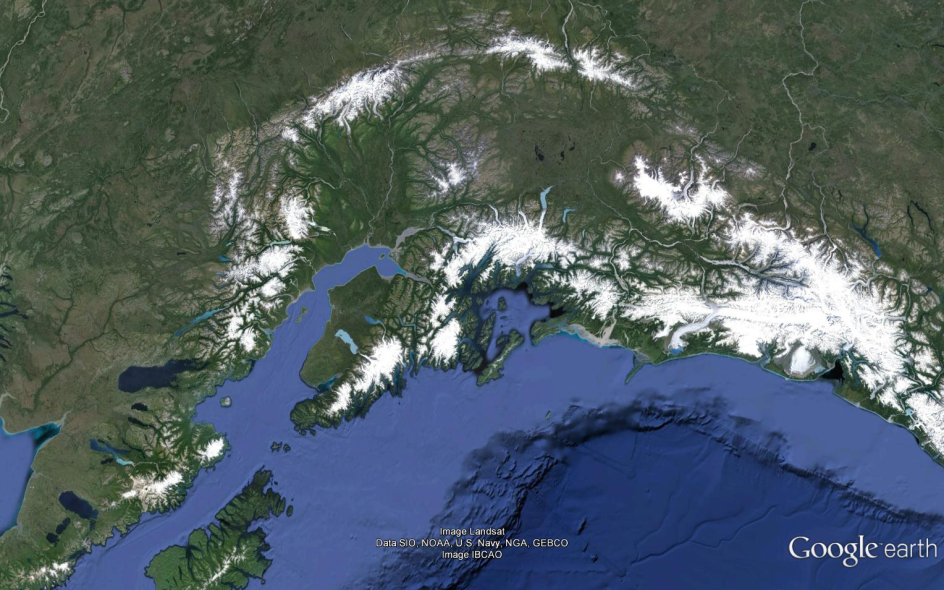 Image Landsat
Data SIO, NOAA, U.S. Navy, NGA, GEBCO
Image IBCAO
Google earth